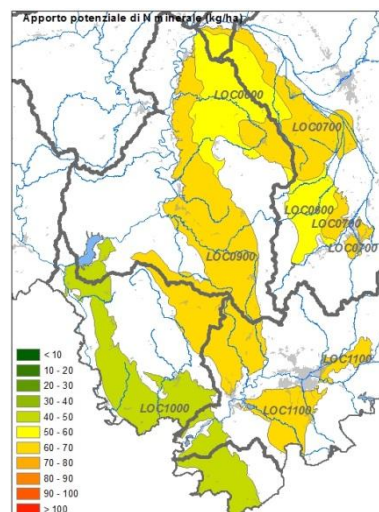 Apporto potenziale di N minerale (kg/ha)
LOC0600
LOC0700
LOC0800
LOC0700
LOC0700
LOC0900
LOC1100
LOC1000
LOC1100
< 10
10 - 20
20 - 30
30 - 40
40 - 50
50 - 60
60 - 70
70 - 80
80 - 90
90 - 100
> 100